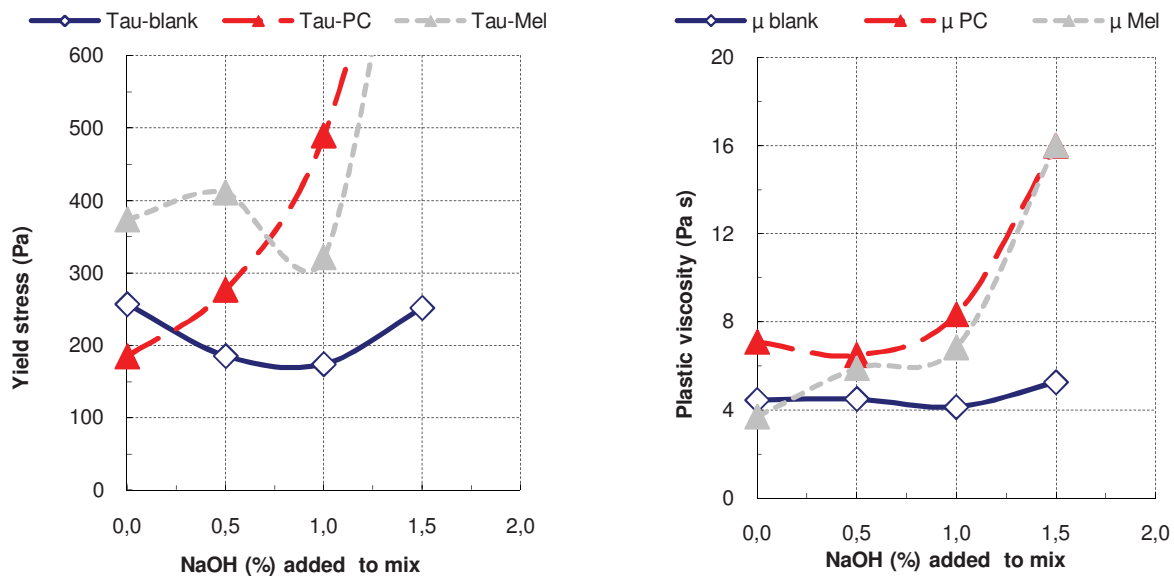 Tau-blank Tau-PC Tau-Mel
600
500
400
300
200
100
0
Yield stress (Pa)
0,0 0,5 1,0 1,5 2,0
NaOH (%) added to mix
µ blank µ PC µ Mel
20
16
12
8
4
0
Plastic viscosity (Pa s)
0,0 0,5 1,0 1,5 2,0
NaOH (%) added to mix